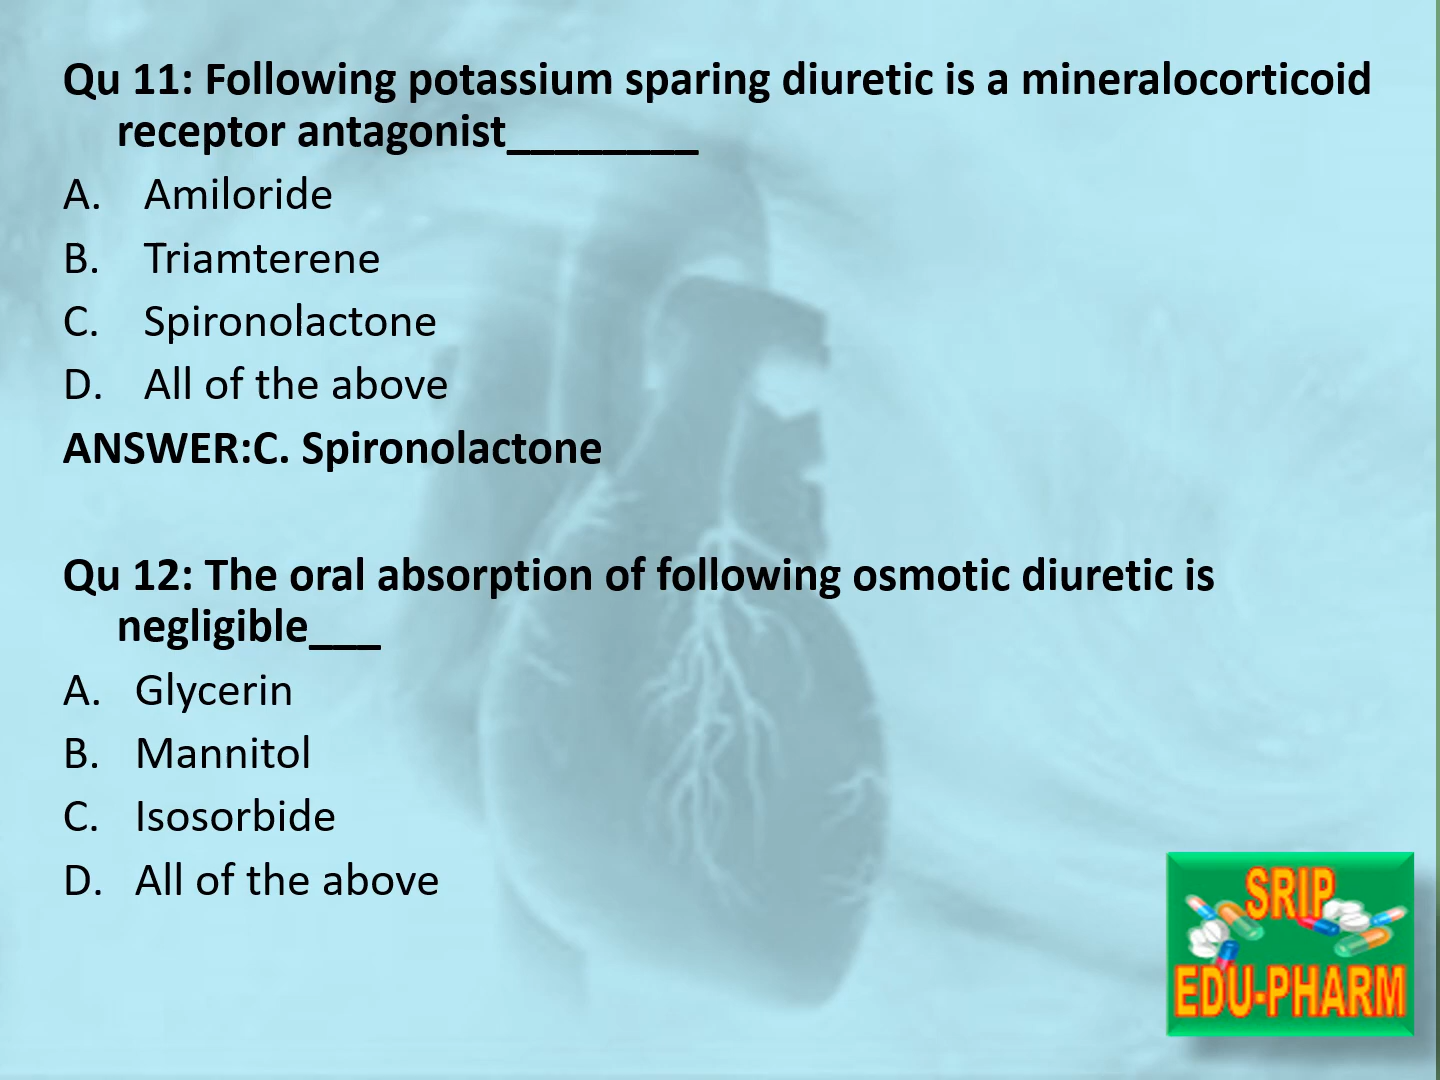 Qu 11: Following potassium sparing diuretic is a mineralocorticoid
receptor antagonist________
A. Amiloride
B. Triamterene
C. Spironolactone
D. All of the above
ANSWER:C. Spironolactone
Qu 12: The oral absorption of following osmotic diuretic is
negligible___
A. Glycerin
B. Mannitol
C. Isosorbide
D. All of the above
SRIP
EDU-PHARM